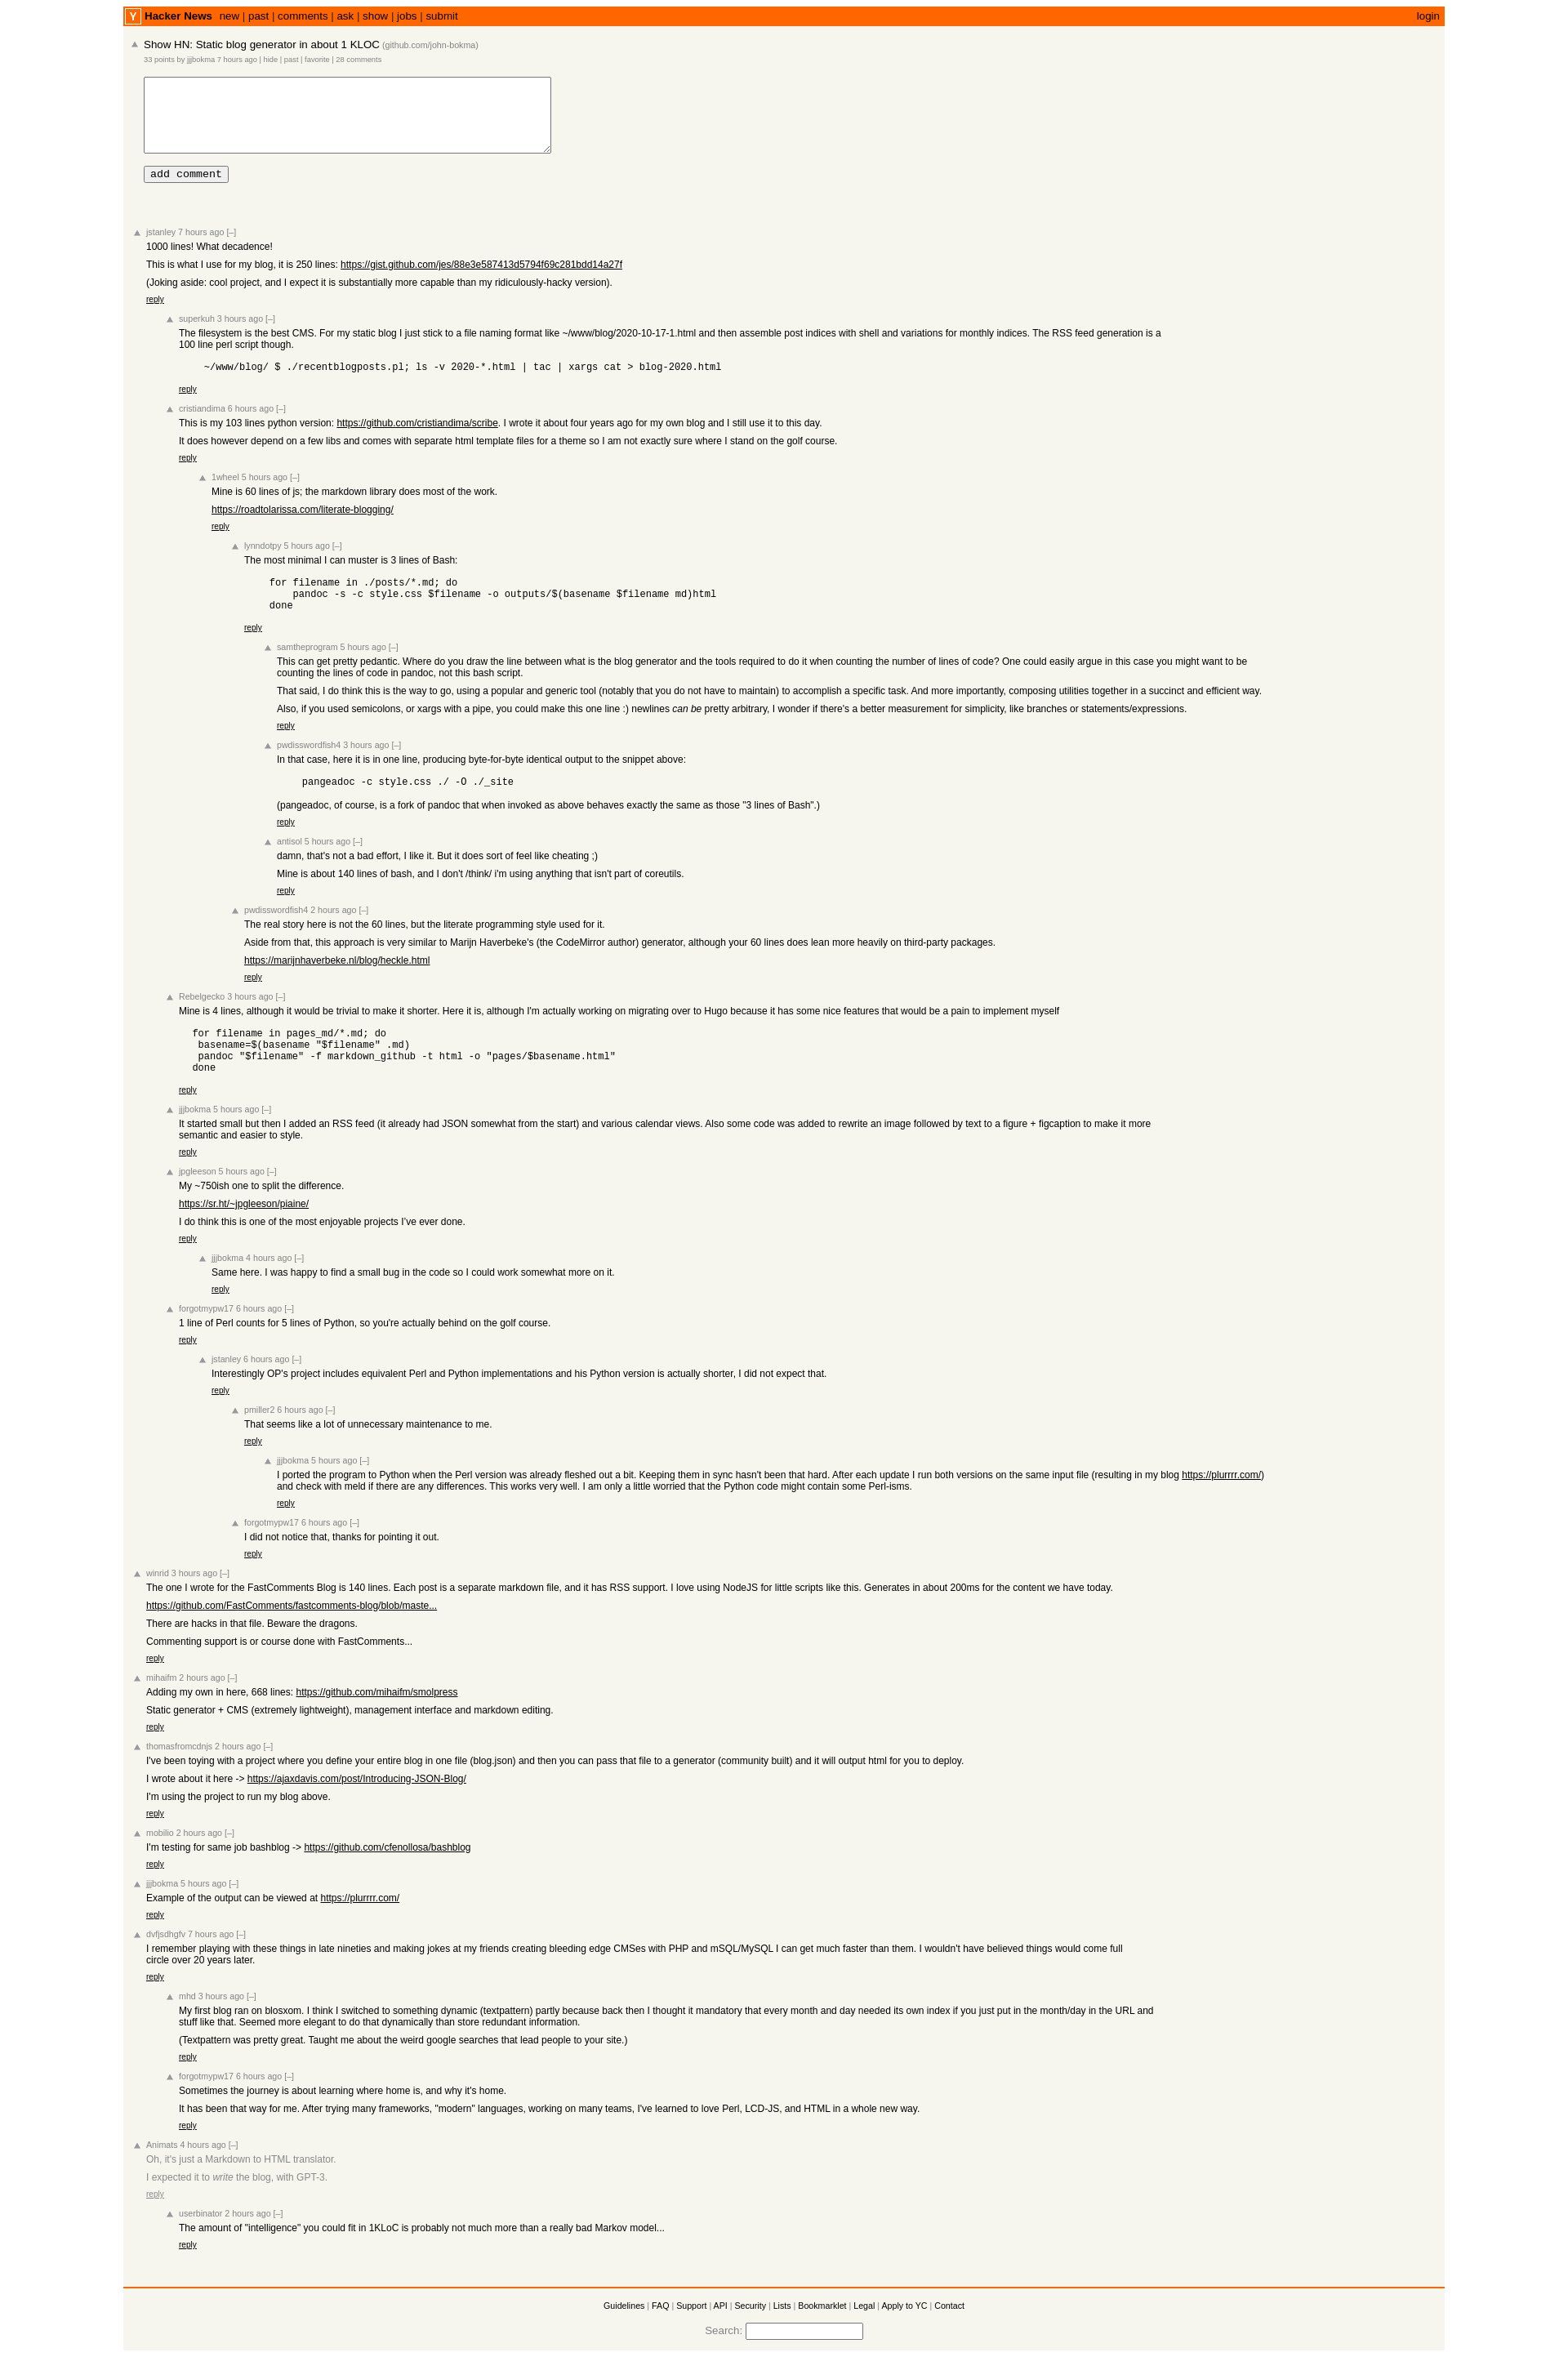 Y Hacker News new | past | comments | ask | show | jobs | submit login
Show HN: Static blog generator in about 1 KLOC (github.com/john-bokma)
33 points by jjjbokma 7 hours ago | hide | past | favorite | 28 comments
add comment
jstanley 7 hours ago [–]
1000 lines! What decadence!
This is what I use for my blog, it is 250 lines: https://gist.github.com/jes/88e3e587413d5794f69c281bdd14a27f
(Joking aside: cool project, and I expect it is substantially more capable than my ridiculously-hacky version).
reply
superkuh 3 hours ago [–]
The filesystem is the best CMS. For my static blog I just stick to a file naming format like ~/www/blog/2020-10-17-1.html and then assemble post indices with shell and variations for monthly indices. The RSS feed generation is a
100 line perl script though.
~/www/blog/ $ ./recentblogposts.pl; ls -v 2020-*.html | tac | xargs cat > blog-2020.html
reply
cristiandima 6 hours ago [–]
This is my 103 lines python version: https://github.com/cristiandima/scribe. I wrote it about four years ago for my own blog and I still use it to this day.
It does however depend on a few libs and comes with separate html template files for a theme so I am not exactly sure where I stand on the golf course.
reply
1wheel 5 hours ago [–]
Mine is 60 lines of js; the markdown library does most of the work.
https://roadtolarissa.com/literate-blogging/
reply
lynndotpy 5 hours ago [–]
The most minimal I can muster is 3 lines of Bash:
for filename in ./posts/*.md; do
    pandoc -s -c style.css $filename -o outputs/$(basename $filename md)html
done
reply
samtheprogram 5 hours ago [–]
This can get pretty pedantic. Where do you draw the line between what is the blog generator and the tools required to do it when counting the number of lines of code? One could easily argue in this case you might want to be
counting the lines of code in pandoc, not this bash script.
That said, I do think this is the way to go, using a popular and generic tool (notably that you do not have to maintain) to accomplish a specific task. And more importantly, composing utilities together in a succinct and efficient way.
Also, if you used semicolons, or xargs with a pipe, you could make this one line :) newlines can be pretty arbitrary, I wonder if there's a better measurement for simplicity, like branches or statements/expressions.
reply
pwdisswordfish4 3 hours ago [–]
In that case, here it is in one line, producing byte-for-byte identical output to the snippet above:
pangeadoc -c style.css ./ -O ./_site
(pangeadoc, of course, is a fork of pandoc that when invoked as above behaves exactly the same as those "3 lines of Bash".)
reply
antisol 5 hours ago [–]
damn, that's not a bad effort, I like it. But it does sort of feel like cheating ;)
Mine is about 140 lines of bash, and I don't /think/ i'm using anything that isn't part of coreutils.
reply
pwdisswordfish4 2 hours ago [–]
The real story here is not the 60 lines, but the literate programming style used for it.
Aside from that, this approach is very similar to Marijn Haverbeke's (the CodeMirror author) generator, although your 60 lines does lean more heavily on third-party packages.
https://marijnhaverbeke.nl/blog/heckle.html
reply
Rebelgecko 3 hours ago [–]
Mine is 4 lines, although it would be trivial to make it shorter. Here it is, although I'm actually working on migrating over to Hugo because it has some nice features that would be a pain to implement myself
for filename in pages_md/*.md; do
 basename=$(basename "$filename" .md)
 pandoc "$filename" -f markdown_github -t html -o "pages/$basename.html"
done
reply
jjjbokma 5 hours ago [–]
It started small but then I added an RSS feed (it already had JSON somewhat from the start) and various calendar views. Also some code was added to rewrite an image followed by text to a figure + figcaption to make it more
semantic and easier to style.
reply
jpgleeson 5 hours ago [–]
My ~750ish one to split the difference.
https://sr.ht/~jpgleeson/piaine/
I do think this is one of the most enjoyable projects I've ever done.
reply
jjjbokma 4 hours ago [–]
Same here. I was happy to find a small bug in the code so I could work somewhat more on it.
reply
forgotmypw17 6 hours ago [–]
1 line of Perl counts for 5 lines of Python, so you're actually behind on the golf course.
reply
jstanley 6 hours ago [–]
Interestingly OP's project includes equivalent Perl and Python implementations and his Python version is actually shorter, I did not expect that.
reply
pmiller2 6 hours ago [–]
That seems like a lot of unnecessary maintenance to me.
reply
jjjbokma 5 hours ago [–]
I ported the program to Python when the Perl version was already fleshed out a bit. Keeping them in sync hasn't been that hard. After each update I run both versions on the same input file (resulting in my blog https://plurrrr.com/)
and check with meld if there are any differences. This works very well. I am only a little worried that the Python code might contain some Perl-isms.
reply
forgotmypw17 6 hours ago [–]
I did not notice that, thanks for pointing it out.
reply
winrid 3 hours ago [–]
The one I wrote for the FastComments Blog is 140 lines. Each post is a separate markdown file, and it has RSS support. I love using NodeJS for little scripts like this. Generates in about 200ms for the content we have today.
https://github.com/FastComments/fastcomments-blog/blob/maste...
There are hacks in that file. Beware the dragons.
Commenting support is or course done with FastComments...
reply
mihaifm 2 hours ago [–]
Adding my own in here, 668 lines: https://github.com/mihaifm/smolpress
Static generator + CMS (extremely lightweight), management interface and markdown editing.
reply
thomasfromcdnjs 2 hours ago [–]
I've been toying with a project where you define your entire blog in one file (blog.json) and then you can pass that file to a generator (community built) and it will output html for you to deploy.
I wrote about it here -> https://ajaxdavis.com/post/Introducing-JSON-Blog/
I'm using the project to run my blog above.
reply
mobilio 2 hours ago [–]
I'm testing for same job bashblog -> https://github.com/cfenollosa/bashblog
reply
jjjbokma 5 hours ago [–]
Example of the output can be viewed at https://plurrrr.com/
reply
dvfjsdhgfv 7 hours ago [–]
I remember playing with these things in late nineties and making jokes at my friends creating bleeding edge CMSes with PHP and mSQL/MySQL I can get much faster than them. I wouldn't have believed things would come full
circle over 20 years later.
reply
mhd 3 hours ago [–]
My first blog ran on blosxom. I think I switched to something dynamic (textpattern) partly because back then I thought it mandatory that every month and day needed its own index if you just put in the month/day in the URL and
stuff like that. Seemed more elegant to do that dynamically than store redundant information.
(Textpattern was pretty great. Taught me about the weird google searches that lead people to your site.)
reply
forgotmypw17 6 hours ago [–]
Sometimes the journey is about learning where home is, and why it's home.
It has been that way for me. After trying many frameworks, "modern" languages, working on many teams, I've learned to love Perl, LCD-JS, and HTML in a whole new way.
reply
Animats 4 hours ago [–]
Oh, it's just a Markdown to HTML translator.
I expected it to write the blog, with GPT-3.
reply
userbinator 2 hours ago [–]
The amount of "intelligence" you could fit in 1KLoC is probably not much more than a really bad Markov model...
reply
Guidelines | FAQ | Support | API | Security | Lists | Bookmarklet | Legal | Apply to YC | Contact
Search: